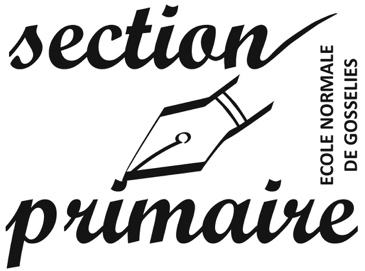 section
primaire
ECOLE NORMALE
DE GOSSELIES